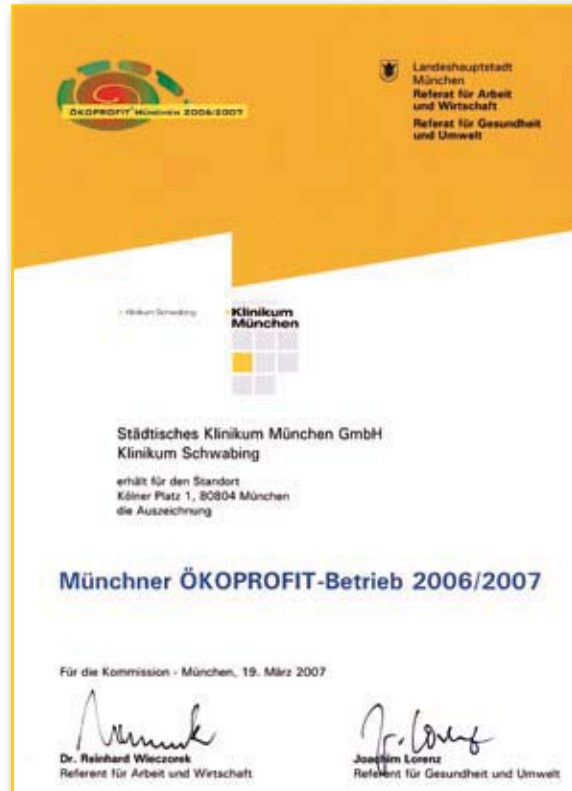 ÖKOPROFIT® MÜNCHEN 2006/2007
Landeshauptstadt
München
Referat für Arbeit
und Wirtschaft
Referat für Gesundheit
und Umwelt
Klinikum Schwabing
Klinikum
München
Städtisches Klinikum München GmbH
Klinikum Schwabing
erhält für den Standort
Kölner Platz 1, 80804 München
die Auszeichnung
Münchner ÖKOPROFIT-Betrieb 2006/2007
Für die Kommission - München, 19. März 2007
Dr. Reinhard Wieczorek
Referent für Arbeit und Wirtschaft
Jr. Lorenz
Joachim Lorenz
Referent für Gesundheit und Umwelt